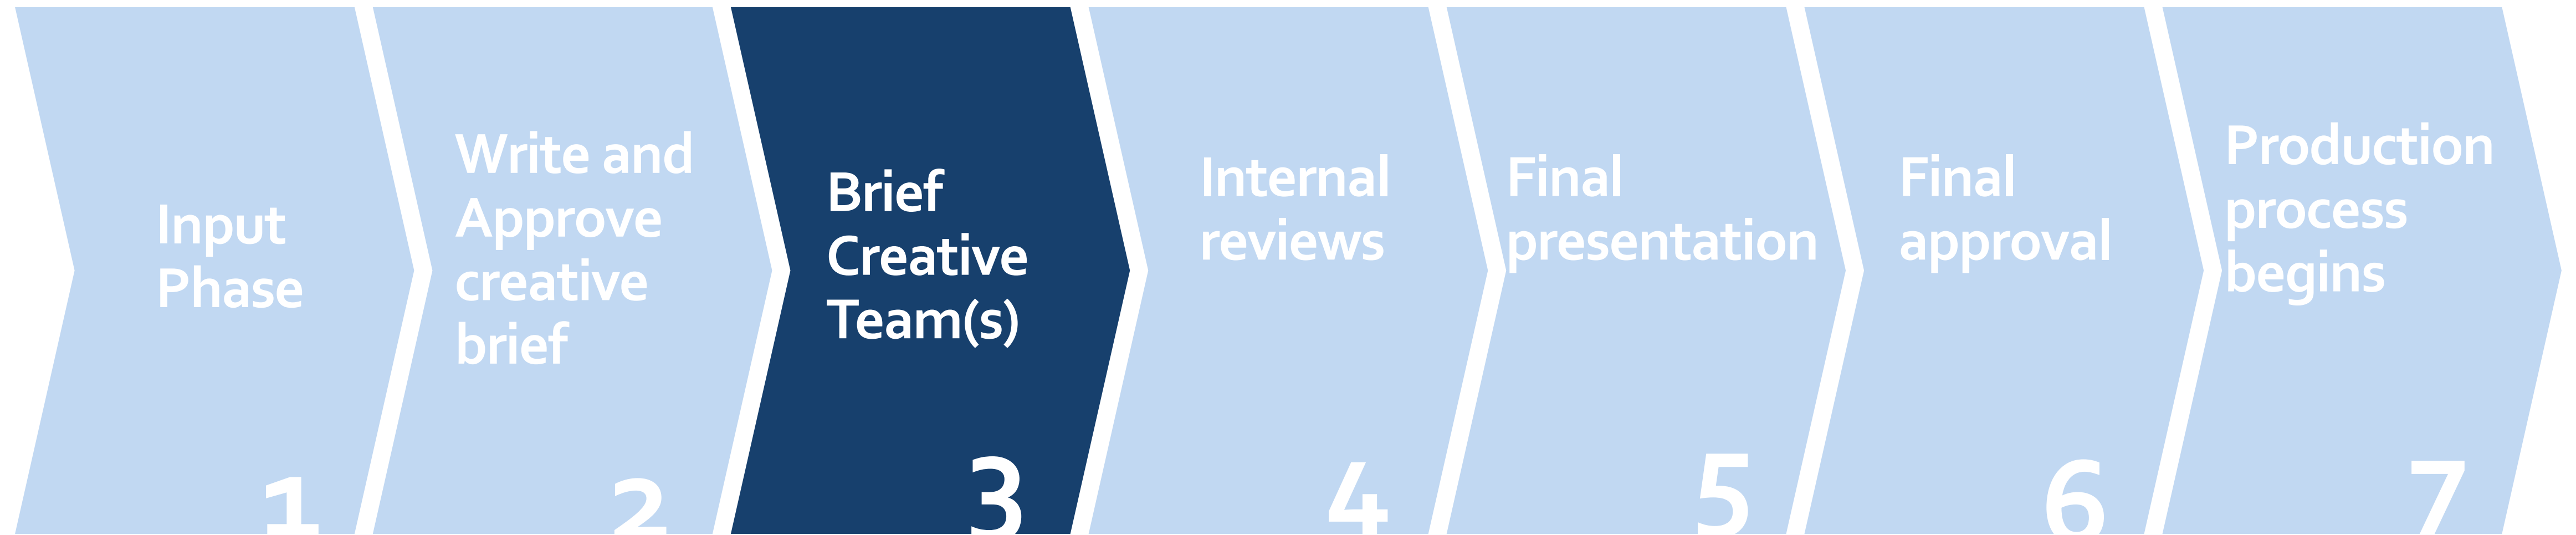 Input
Phase
1
Write and
Approve
creative
brief
2
Brief
Creative
Team(s)
3
Internal
reviews
4
Final
presentation
5
Final
approval
6
Production
process
begins
7